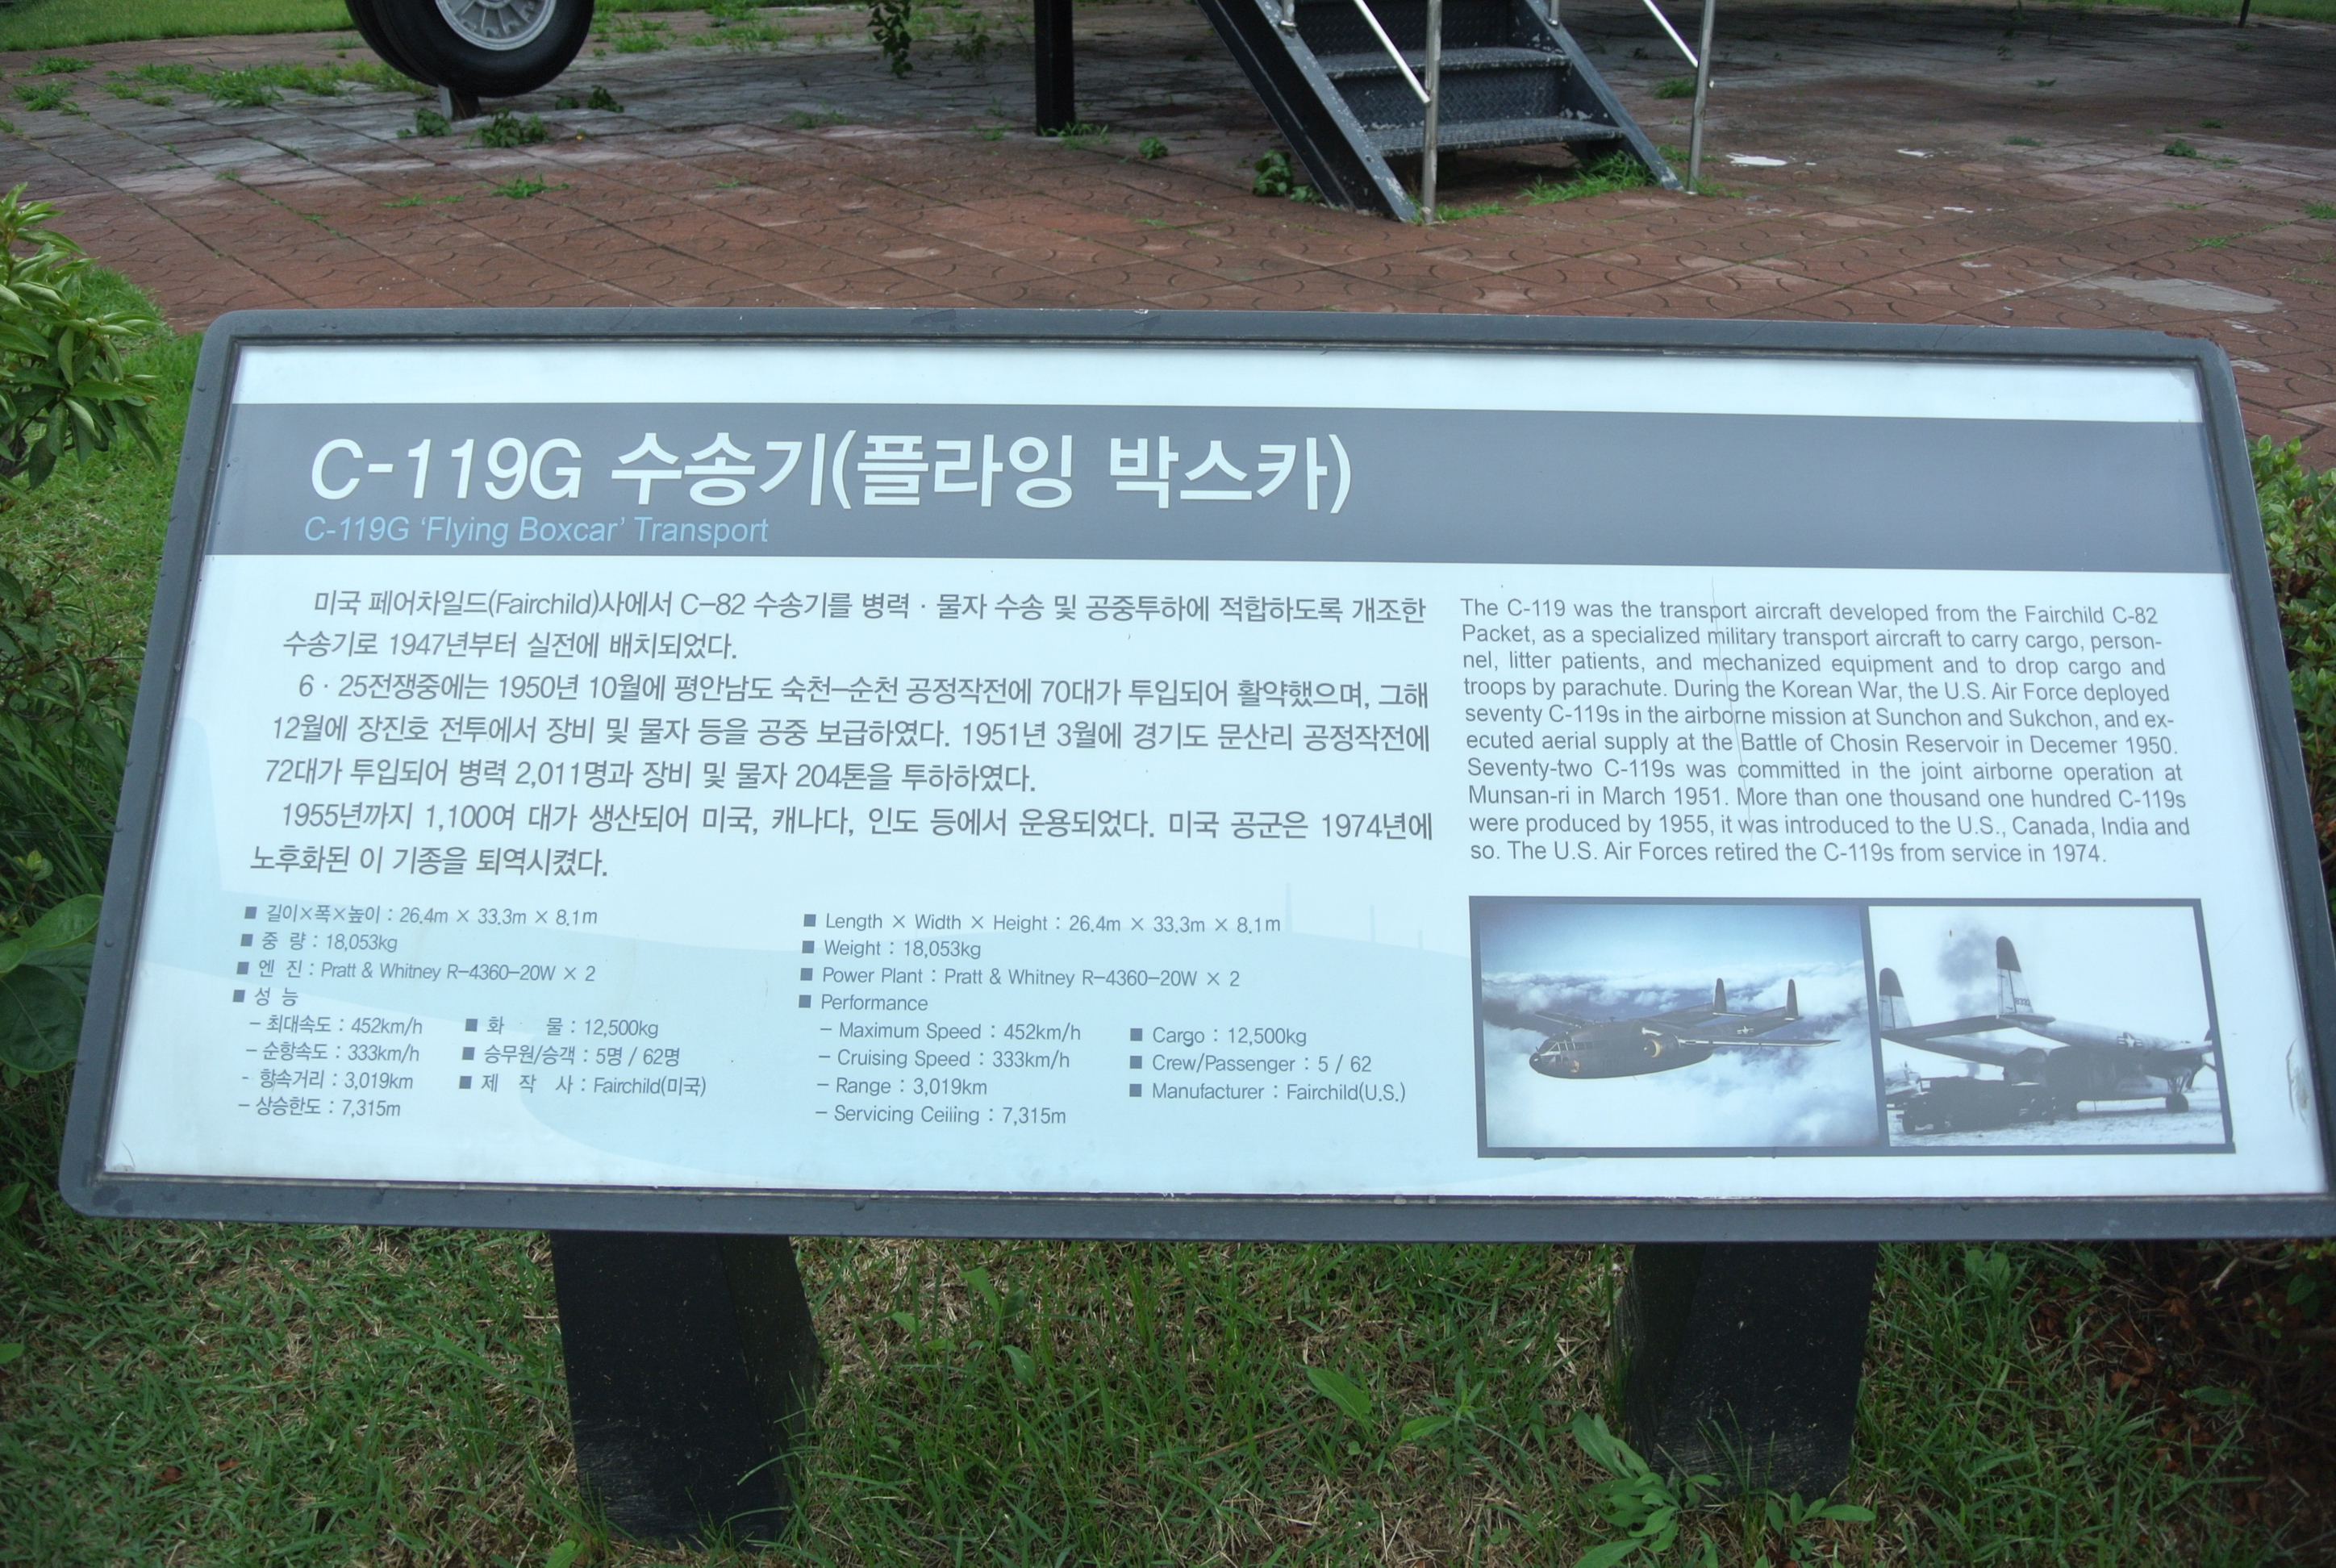 C-119G 수송기(플라잉 박스카)
C-119G ‘Flying Boxcar’ Transport
미국 페어차일드(Fairchild)사에서 C-82 수송기를 병력 · 물자 수송 및 공중투하에 적합하도록 개조한
수송기로 1947년부터 실전에 배치되었다.
6 · 25전쟁중에는 1950년 10월에 평안남도 숙천-순천 공정작전에 70대가 투입되어 활약했으며, 그해
12월에 장진호 전투에서 장비 및 물자 등을 공중 보급하였다. 1951년 3월에 경기도 문산리 공정작전에
72대가 투입되어 병력 2,011명과 장비 및 물자 204톤을 투하하였다.
1955년까지 1,100여 대가 생산되어 미국, 캐나다, 인도 등에서 운용되었다. 미국 공군은 1974년에
노후화된 이 기종을 퇴역시켰다.
The C-119 was the transport aircraft developed from the Fairchild C-82
Packet, as a specialized military transport aircraft to carry cargo, person-
nel, litter patients, and mechanized equipment and to drop cargo and
troops by parachute. During the Korean War, the U.S. Air Force deployed
seventy C-119s in the airborne mission at Sunchon and Sukchon, and ex-
ecuted aerial supply at the Battle of Chosin Reservoir in Decemer 1950.
Seventy-two C-119s was committed in the joint airborne operation at
Munsan-ri in March 1951. More than one thousand one hundred C-119s
were produced by 1955, it was introduced to the U.S., Canada, India and
so. The U.S. Air Forces retired the C-119s from service in 1974.
■ 길이×폭×높이 : 26.4m × 33.3m × 8.1m
■ 중 량 : 18,053kg
■ 엔 진 : Pratt & Whitney R-4360-20W × 2
■ 성 능
- 최대속도 : 452km/h
- 순항속도 : 333km/h
- 항속거리 : 3,019km
- 상승한도 : 7,315m
■ 화 물 : 12,500kg
■ 승무원/승객 : 5명 / 62명
■ 제 작 사 : Fairchild(미국)
■ Length × Width × Height : 26.4m × 33.3m × 8.1m
■ Weight : 18,053kg
■ Power Plant : Pratt & Whitney R-4360-20W × 2
■ Performance
- Maximum Speed : 452km/h
- Cruising Speed : 333km/h
- Range : 3,019km
- Servicing Ceiling : 7,315m
■ Cargo : 12,500kg
■ Crew/Passenger : 5 / 62
■ Manufacturer : Fairchild(U.S.)